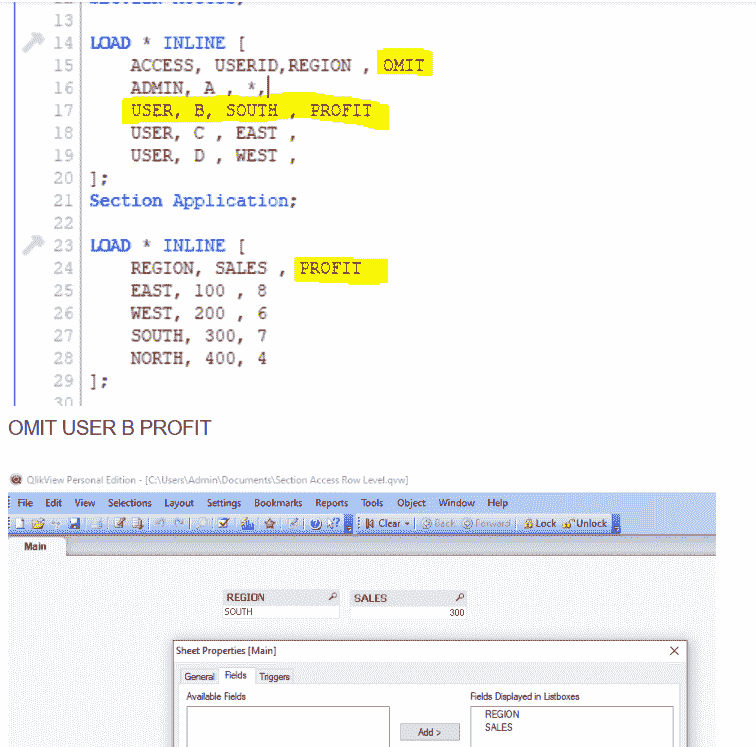 13
14 LOAD * INLINE [
15 ACCESS, USERID,REGION , OMIT
16 ADMIN, A , *,
17 USER, B, SOUTH , PROFIT
18 USER, C , EAST ,
19 USER, D , WEST ,
20 ];
21 Section Application;
22
23 LOAD * INLINE [
24 REGION, SALES , PROFIT
25 EAST, 100 , 8
26 WEST, 200 , 6
27 SOUTH, 300, 7
28 NORTH, 400, 4
29 ];
30
OMIT USER B PROFIT
QlikView Personal Edition - [C:\Users\Admin\Documents\Section Access Row Level.qvw]
File Edit View Selections Layout Settings Bookmarks Reports Tools Object Window Help
Clear Back Forward Lock Unlock
Main
REGION SALES
SOUTH 300
Sheet Properties [Main]
General Fields Triggers
Available Fields Fields Displayed in Listboxes
REGION
SALES
Add >